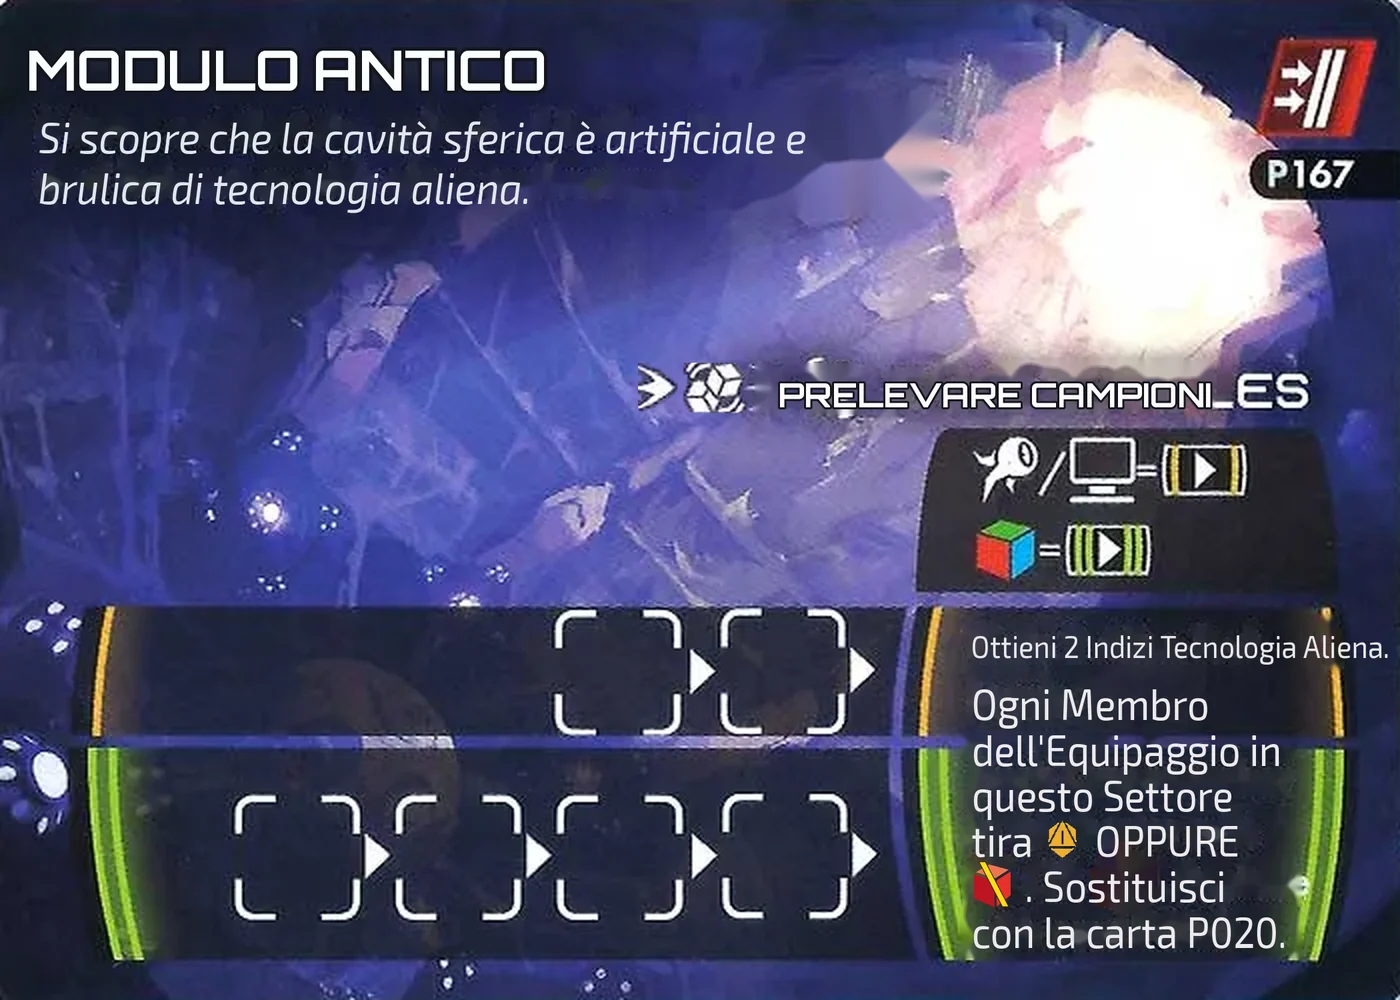 MODULO ANTICO
Si scopre che la cavità sferica è artificiale e
brulica di tecnologia aliena.
P167
PRELEVARE CAMPIONI_ES
/ =
=
Ottieni 2 Indizi Tecnologia Aliena.
Ogni Membro
dell'Equipaggio in
questo Settore
tira OPPURE
. Sostituisci
con la carta P020.